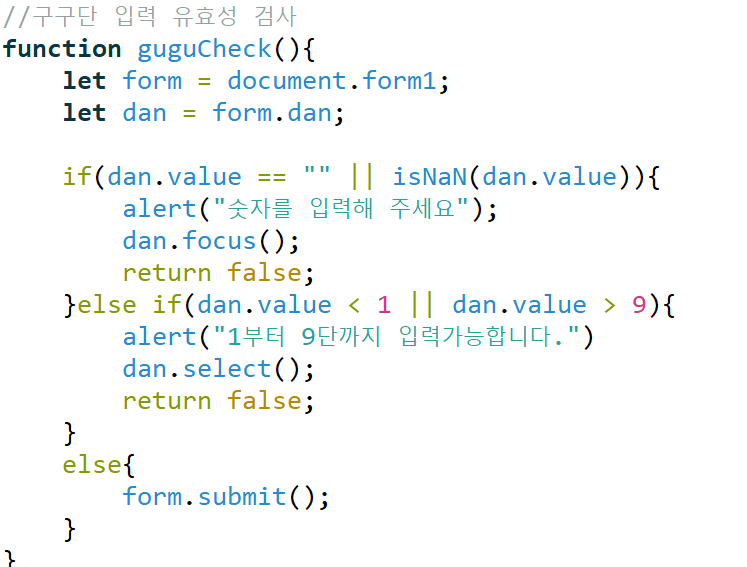 //구구단 입력 유효성 검사
function guguCheck(){
    let form = document.form1;
    let dan = form.dan;

    if(dan.value == "" || isNaN(dan.value)){
        alert("숫자를 입력해 주세요");
        dan.focus();
        return false;
    }else if(dan.value < 1 || dan.value > 9){
        alert("1부터 9단까지 입력가능합니다.")
        dan.select();
        return false;
    }
    else{
        form.submit();
    }
}